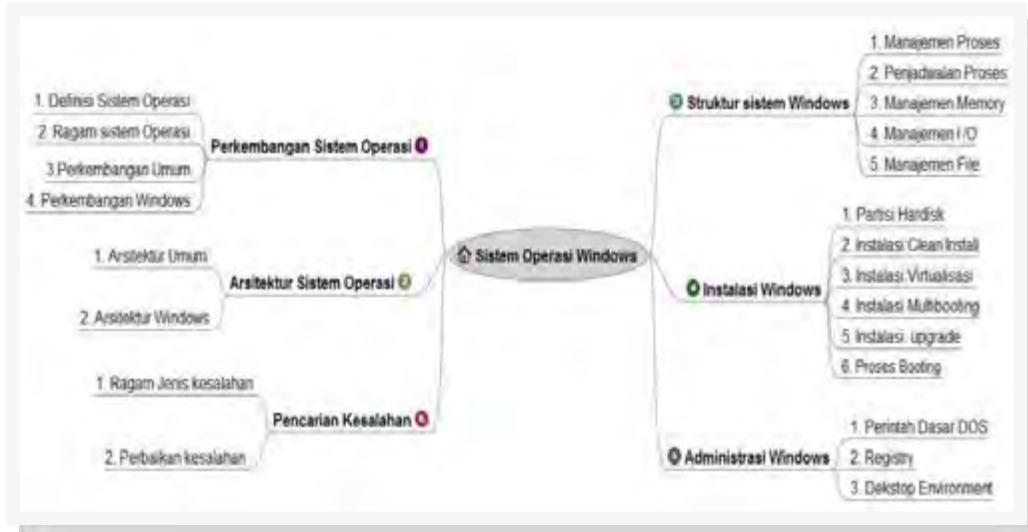 Sistem Operasi Windows
Perkembangan Sistem Operasi
1. Definisi Sistem Operasi
2. Ragam sistem Operasi
3.Perkembangan Umum
4. Perkembangan Windows
Arsitektur Sistem Operasi
1. Arsitektur Umum
2. Arsitektur Windows
Struktur sistem Windows
1. Manajemen Proses
2. Penjadwalan Proses
3. Manajemen Memory
4. Manajemen I /O
5. Manajemen File
Instalasi Windows
1. Partisi Hardisk
2. Instalasi Clean Install
3. Instalasi Virtualisasi
4. Instalasi Multibooting
5. Instalasi upgrade
6. Proses Booting
Administrasi Windows
1. Perintah Dasar DOS
2. Registry
3. Dekstop Environment
Pencarian Kesalahan
1. Ragam Jenis kesalahan
2. Perbaikan kesalahan